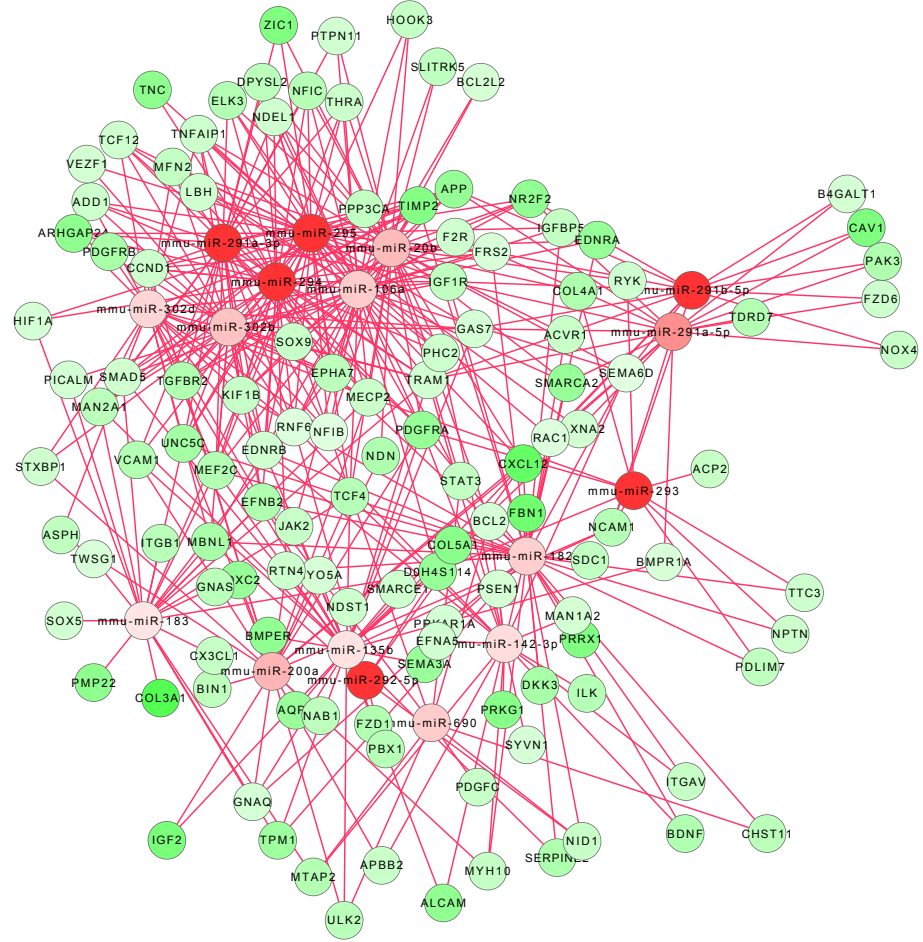 ZIC1
HOOK3
PTPN11
SLITRK5
BCL2L2
DPYSL2
TNC
ELK3
NFIC
THRA
NDEL1
TCF12
TNFAIP1
VEZF1
MFN2
LBH
ADD1
PPP3CA
TIMP2
APP
NR2F2
B4GALT1
ARHGAP24
PDGFRB
mmu-miR-291a-3p
mmu-miR-295
mmu-miR-20b
F2R
FRS2
IGFBP5
EDNRA
CAV1
CCND1
mmu-miR-294
mmu-miR-106a
IGF1R
COL4A1
RYK
mmu-miR-291b-5p
PAK3
FZD6
HIF1A
mmu-miR-302d
mmu-miR-302b
SOX9
GAS7
ACVR1
mmu-miR-291a-5p
TDRD7
NOX4
PICALM
SMAD5
TGFBR2
KIF1B
EPHA7
PHC2
TRAM1
SEMA6D
SMARCA2
MAN2A1
MECP2
STXBP1
VCAM1
UNC5C
MEF2C
EDNRB
RNF6
NFIB
NDN
PDGFRA
CXCL12
RAC1
XNA2
ACP2
STAT3
mmu-miR-293
EFNB2
TCF4
ASPH
TWSG1
ITGB1
MBNL1
JAK2
BCL2
FBN1
NCAM1
COL5A1
mmu-miR-182
SDC1
BMPR1A
GNAS
OXC2
RTN4
YO5A
SMARCE1
D0H4S114
PSEN1
TTC3
SOX5
mmu-miR-183
NDST1
EFNA5
MAN1A2
PRRX1
NPTN
PDLIM7
CX3CL1
BMPER
mmu-miR-135b
mmu-miR-142-3p
PMP22
COL3A1
BIN1
mmu-miR-200a
mmu-miR-292-5p
SEMA3A
DKK3
ILK
NAB1
FZD1
PBX1
mmu-miR-690
PRKG1
SYVN1
GNAQ
PDGFC
ITGAV
IGF2
TPM1
MTAP2
APBB2
MYH10
NID1
BDNF
CHST11
ALCAM
ULK2